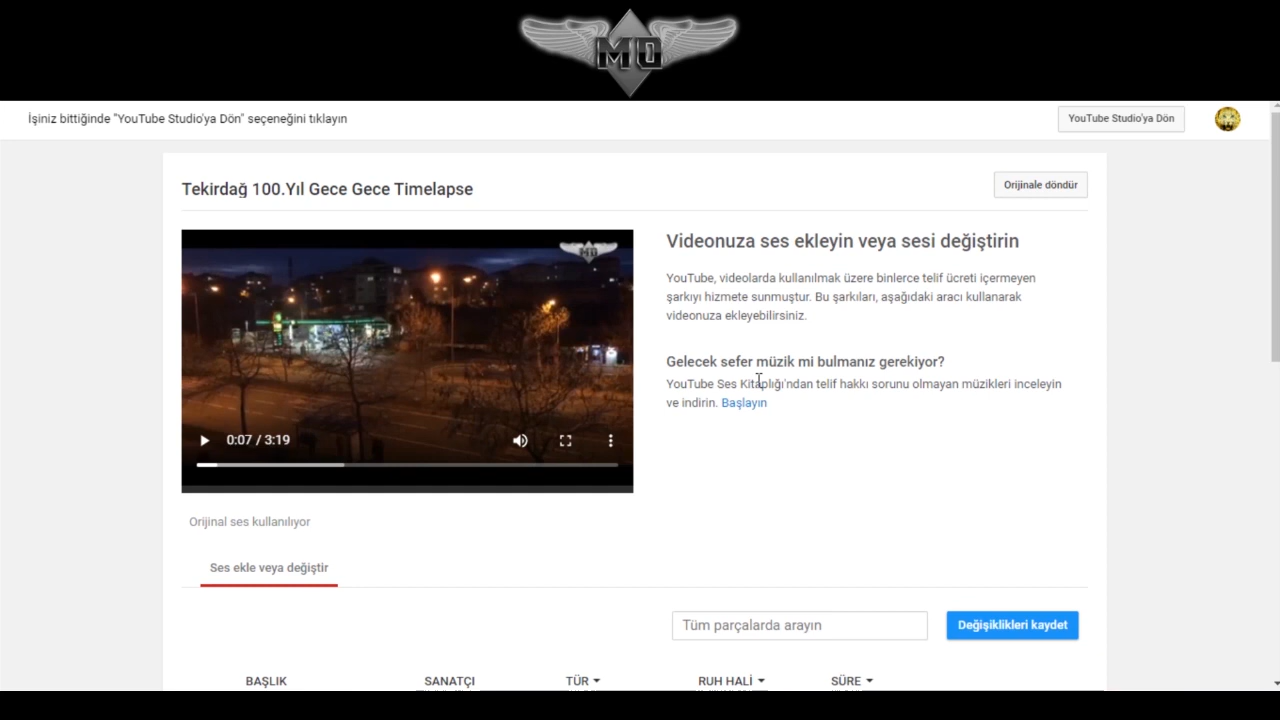 MO
İşiniz bittiğinde "YouTube Studio'ya Dön" seçeneğini tıklayın
YouTube Studio'ya Dön
Tekirdağ 100.Yıl Gece Gece Timelapse
Orijinale döndür
MO
Videonuza ses ekleyin veya sesi değiştirin
YouTube, videolarda kullanılmak üzere binlerce telif ücreti içermeyen
şarkıyı hizmete sunmuştur. Bu şarkıları, aşağıdaki aracı kullanarak
videonuza ekleyebilirsiniz.
Gelecek sefer müzik mi bulmanız gerekiyor?
YouTube Ses Kitaplığı'ndan telif hakkı sorunu olmayan müzikleri inceleyin
ve indirin. Başlayın
0:07 / 3:19
Orijinal ses kullanılıyor
Ses ekle veya değiştir
Tüm parçalarda arayın
Değişiklikleri kaydet
BAŞLIK SANATÇI TÜR RUH HALİ SÜRE